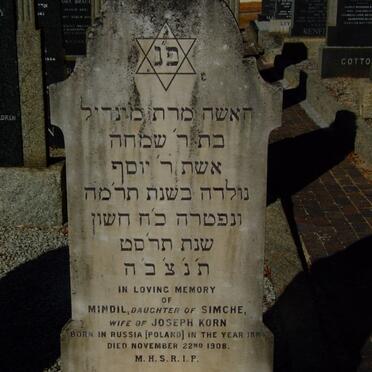 פ״נ
האשה מרת מינדיל
בת ר׳ שמחה
אשת ר׳ יוסף
נולדה בשנת תרמה
ונפטרה כ״ח חשון
שנת תרסט
ת׳ נ׳ צ׳ ב׳ ה
IN LOVING MEMORY
OF
MINDIL, DAUGHTER OF SIMCHE,
WIFE OF JOSEPH KORN
BORN IN RUSSIA [POLAND] IN THE YEAR
DIED NOVEMBER 22ND 1908.
M.H.S.R.I.P.
COTTO